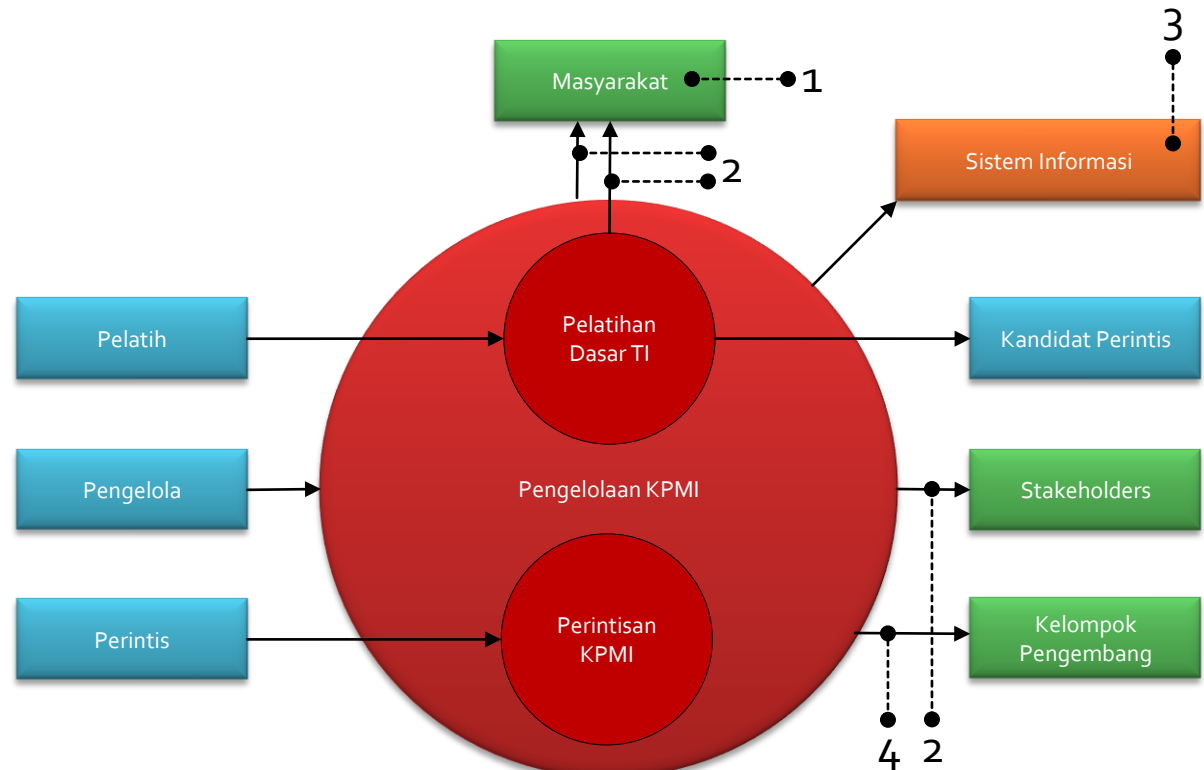 3
Masyarakat
1
Sistem Informasi
2
Pelatih
Pelatihan
Dasar TI
Kandidat Perintis
Pengelola
Pengelolaan KPMI
Stakeholders
Perintis
Perintisan
KPMI
Kelompok
Pengembang
4
2